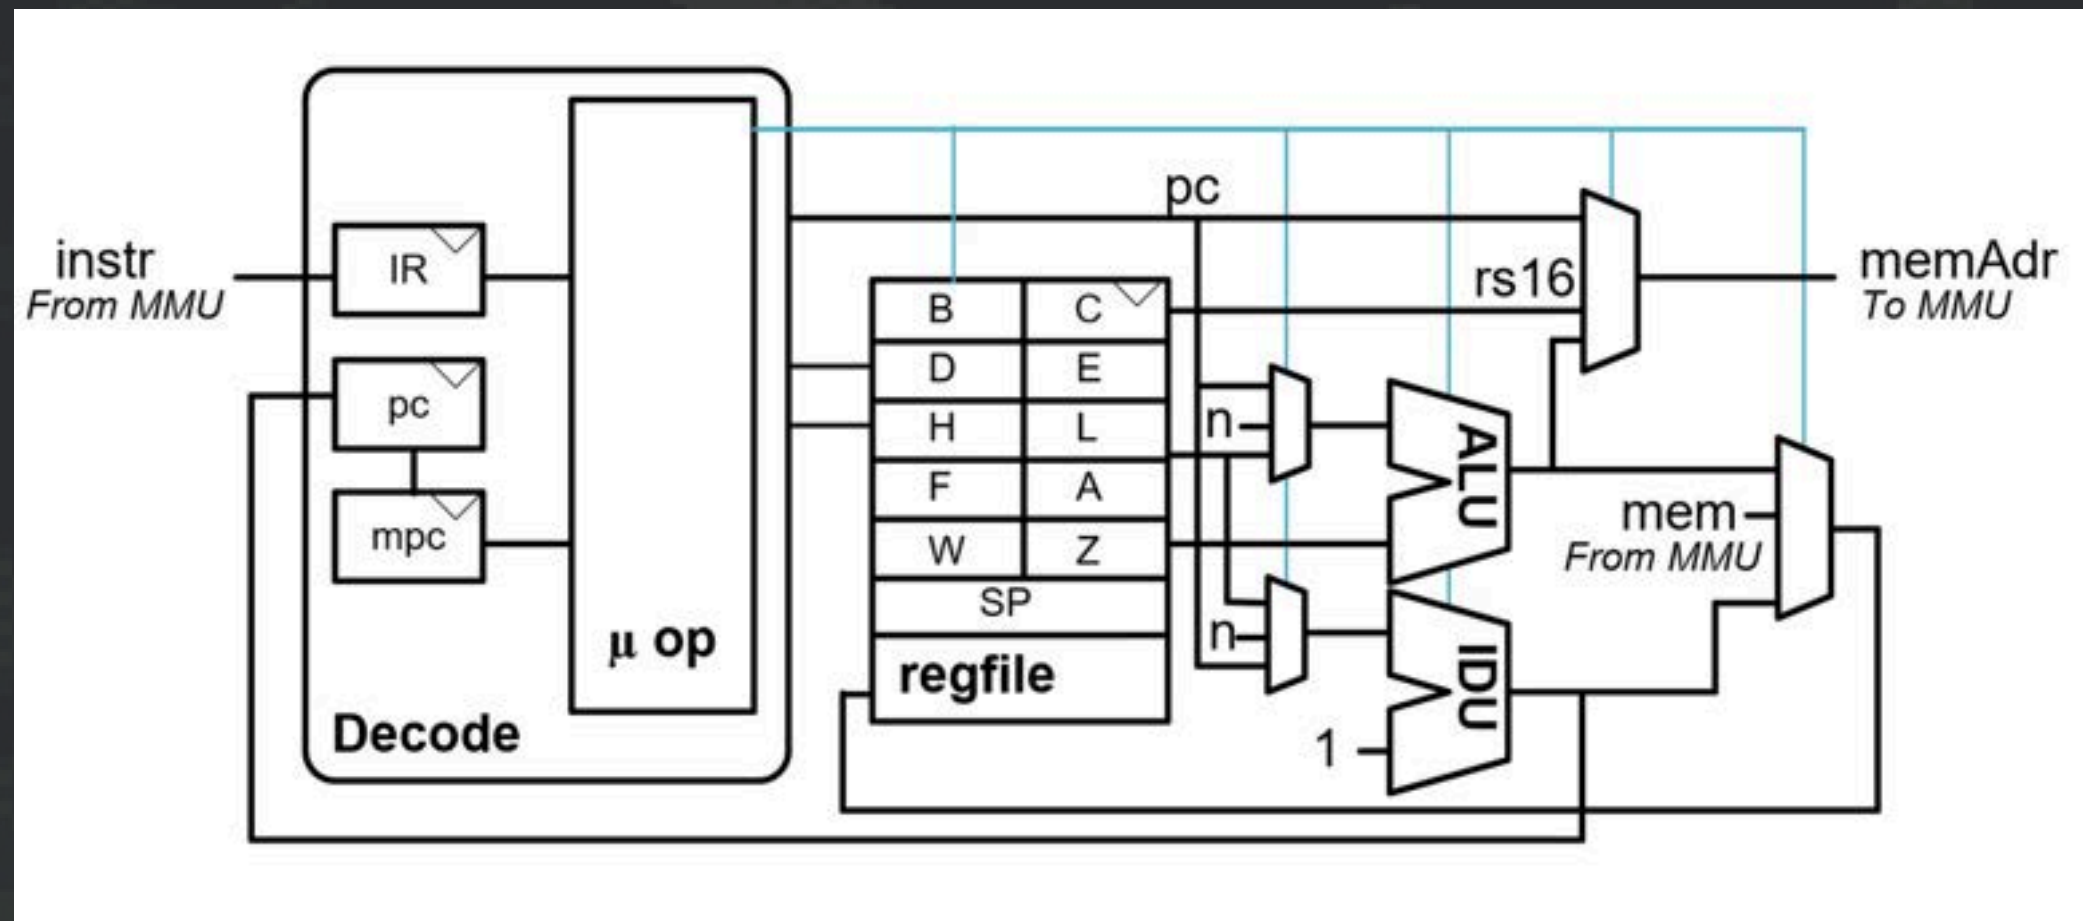 pc
instr
From MMU
IR
rs16
memAdr
To MMU
B
C
D
E
pc
n
H
L
ALU
F
A
mem
From MMU
mpc
W
Z
SP
n
μ op
regfile
IDU
Decode
1